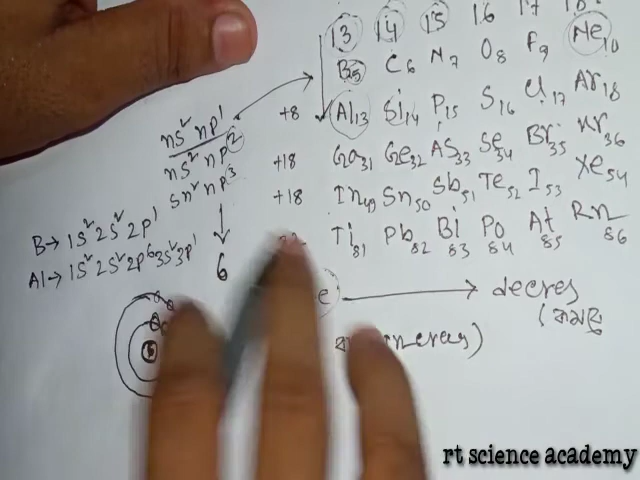 13 14 15 16 17 18
B5 C6 N7 O8 F9 Ne10
ns² np¹ +8 Al13 Si14 P15 S16 Cl17 Ar18
ns² np² +18 Ga31 Ge32 AS33 Se34 Br35 Kr36
sn² np³ +18 In49 Sn50 Sb51 Te52 I53 Xe54
Ti81 Pb82 Bi83 Po84 At85 Rn86
B→ 1s² 2s² 2p¹
Al→ 1s² 2s² 2p⁶ 3s² 3p¹
6
e → decres
rt science academy